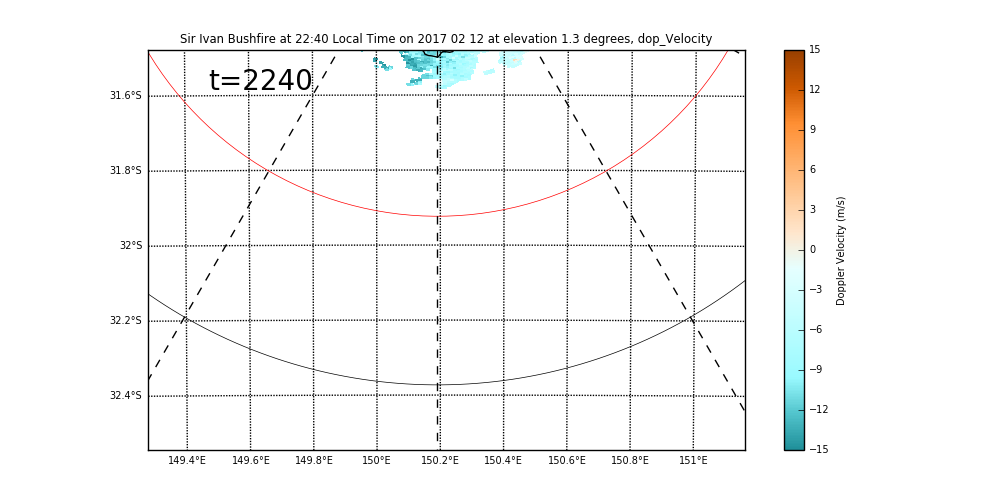 Sir Ivan Bushfire at 22:40 Local Time on 2017 02 12 at elevation 1.3 degrees, dop_Velocity
t=2240
31.6°S
31.8°S
32°S
32.2°S
32.4°S
149.4°E 149.6°E 149.8°E 150°E 150.2°E 150.4°E 150.6°E 150.8°E 151°E
15
12
9
6
3
0
−3
−6
−9
−12
−15
Doppler Velocity (m/s)